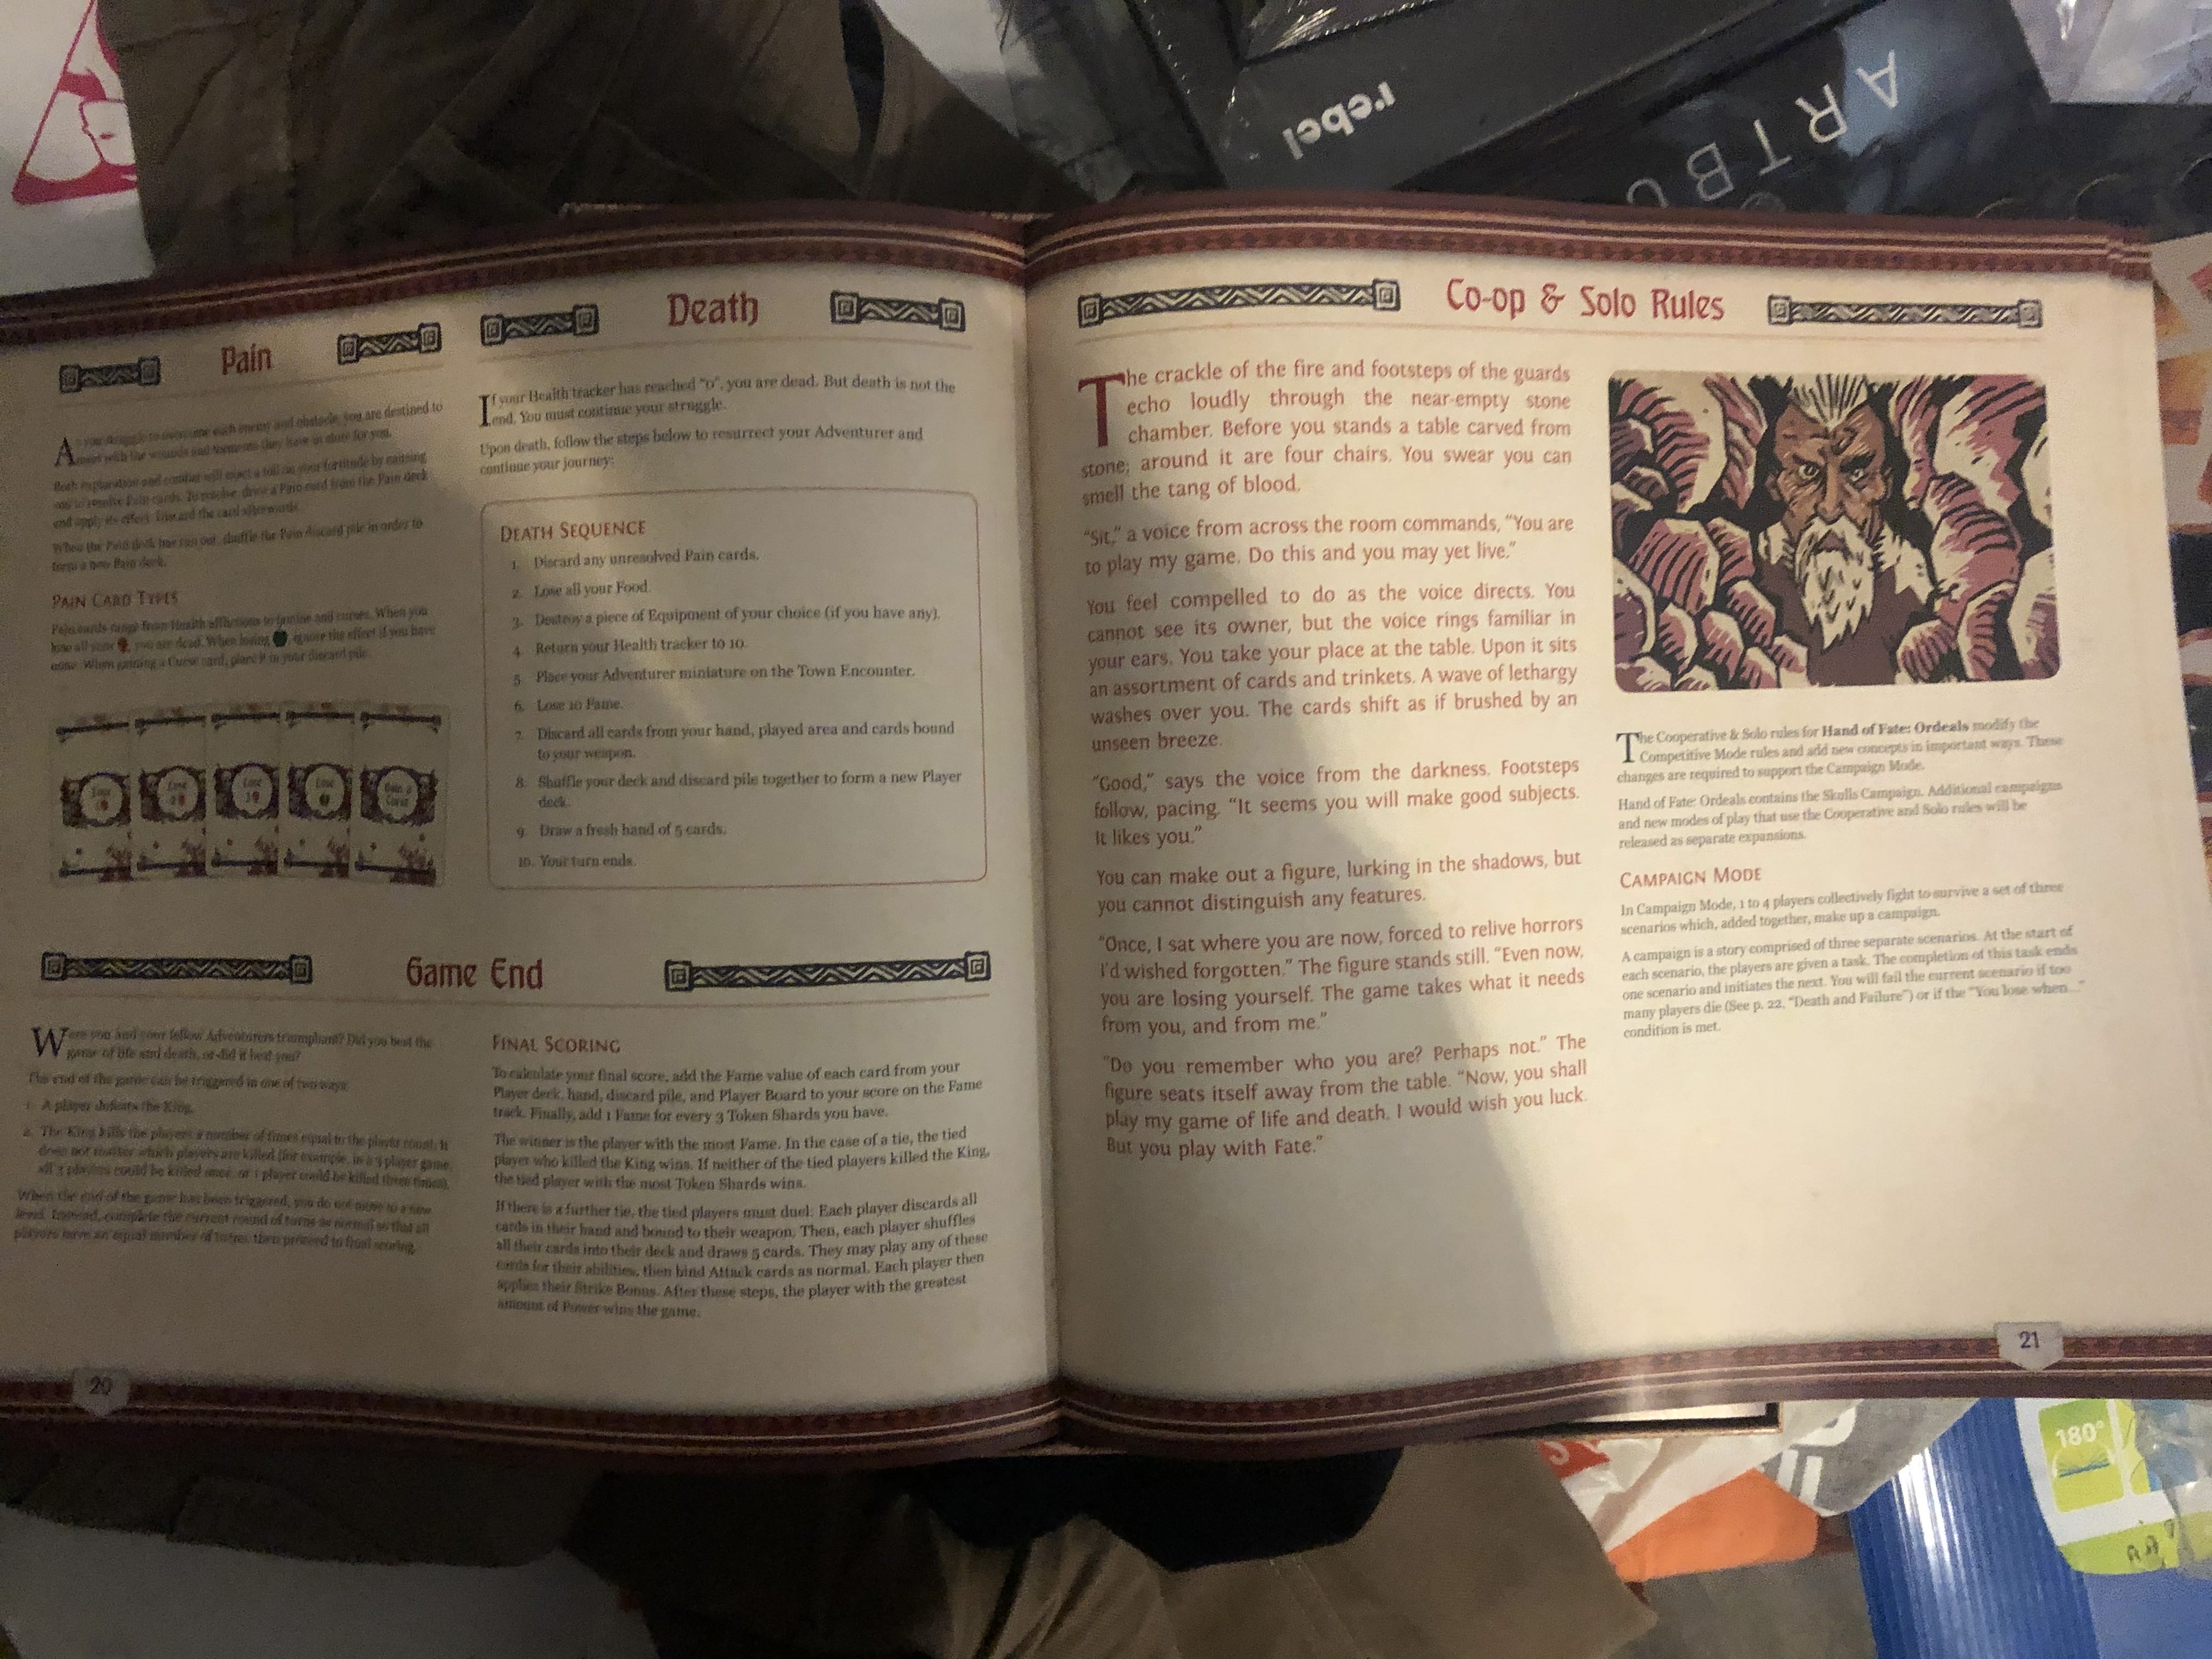 rebel
ARTBO
Pain
As you struggle to overcome each enemy and obstacle, you are destined to
meet with the wounds and torments they have in store for you.
Both exploration and combat will exact a toll on your fortitude by causing
you to resolve Pain cards. To resolve, draw a Pain card from the Pain deck
and apply its effect. Discard the card afterwards.
When the Pain deck has run out, shuffle the Pain discard pile in order to
form a new Pain deck.
PAIN CARD TYPES
Pain cards range from Health afflictions to famine and curses. When you
lose all your , you are dead. When losing , ignore the effect if you have
none. When gaining a Curse card, place it in your discard pile.
Lose
Lose
Lose
Lose
Gain a
Curse
Death
If your Health tracker has reached "0", you are dead. But death is not the
end. You must continue your struggle.
Upon death, follow the steps below to resurrect your Adventurer and
continue your journey:
DEATH SEQUENCE
1. Discard any unresolved Pain cards.
2. Lose all your Food.
3. Destroy a piece of Equipment of your choice (if you have any).
4. Return your Health tracker to 10.
5. Place your Adventurer miniature on the Town Encounter.
6. Lose 10 Fame.
7. Discard all cards from your hand, played area and cards bound
to your weapon.
8. Shuffle your deck and discard pile together to form a new Player
deck.
9. Draw a fresh hand of 5 cards.
10. Your turn ends.
Game End
Were you and your fellow Adventurers triumphant? Did you best the
game of life and death, or did it best you?
The end of the game can be triggered in one of two ways:
1. A player defeats the King.
2. The King kills the players a number of times equal to the player count. It
does not matter which players are killed (for example, in a 3 player game,
all 3 players could be killed once, or 1 player could be killed three times).
When the end of the game has been triggered, you do not move to a new
level. Instead, complete the current round of turns as normal so that all
players have an equal number of turns, then proceed to final scoring.
FINAL SCORING
To calculate your final score, add the Fame value of each card from your
Player deck, hand, discard pile, and Player Board to your score on the Fame
track. Finally, add 1 Fame for every 3 Token Shards you have.
The winner is the player with the most Fame. In the case of a tie, the tied
player who killed the King wins. If neither of the tied players killed the King,
the tied player with the most Token Shards wins.
If there is a further tie, the tied players must duel: Each player discards all
cards in their hand and bound to their weapon. Then, each player shuffles
all their cards into their deck and draws 5 cards. They may play any of these
cards for their abilities, then bind Attack cards as normal. Each player then
applies their Strike Bonus. After these steps, the player with the greatest
amount of Power wins the game.
20
Co-op & Solo Rules
The crackle of the fire and footsteps of the guards
echo loudly through the near-empty stone
chamber. Before you stands a table carved from
stone; around it are four chairs. You swear you can
smell the tang of blood.
"Sit," a voice from across the room commands, "You are
to play my game. Do this and you may yet live."
You feel compelled to do as the voice directs. You
cannot see its owner, but the voice rings familiar in
your ears. You take your place at the table. Upon it sits
an assortment of cards and trinkets. A wave of lethargy
washes over you. The cards shift as if brushed by an
unseen breeze.
"Good," says the voice from the darkness. Footsteps
follow, pacing. "It seems you will make good subjects.
It likes you."
You can make out a figure, lurking in the shadows, but
you cannot distinguish any features.
"Once, I sat where you are now, forced to relive horrors
I'd wished forgotten." The figure stands still. "Even now,
you are losing yourself. The game takes what it needs
from you, and from me."
"Do you remember who you are? Perhaps not." The
figure seats itself away from the table. "Now, you shall
play my game of life and death. I would wish you luck.
But you play with Fate."
The Cooperative & Solo rules for Hand of Fate: Ordeals modify the
Competitive Mode rules and add new concepts in important ways. These
changes are required to support the Campaign Mode.
Hand of Fate: Ordeals contains the Skulls Campaign. Additional campaigns
and new modes of play that use the Cooperative and Solo rules will be
released as separate expansions.
CAMPAIGN MODE
In Campaign Mode, 1 to 4 players collectively fight to survive a set of three
scenarios which, added together, make up a campaign.
A campaign is a story comprised of three separate scenarios. At the start of
each scenario, the players are given a task. The completion of this task ends
one scenario and initiates the next. You will fail the current scenario if too
many players die (See p. 22, "Death and Failure") or if the "You lose when..."
condition is met.
21
180°